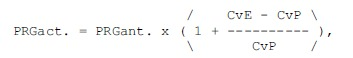 / CvE - CvP \
PRGact. = PRGant. x ( 1 + ---------- ),
\ CvP /